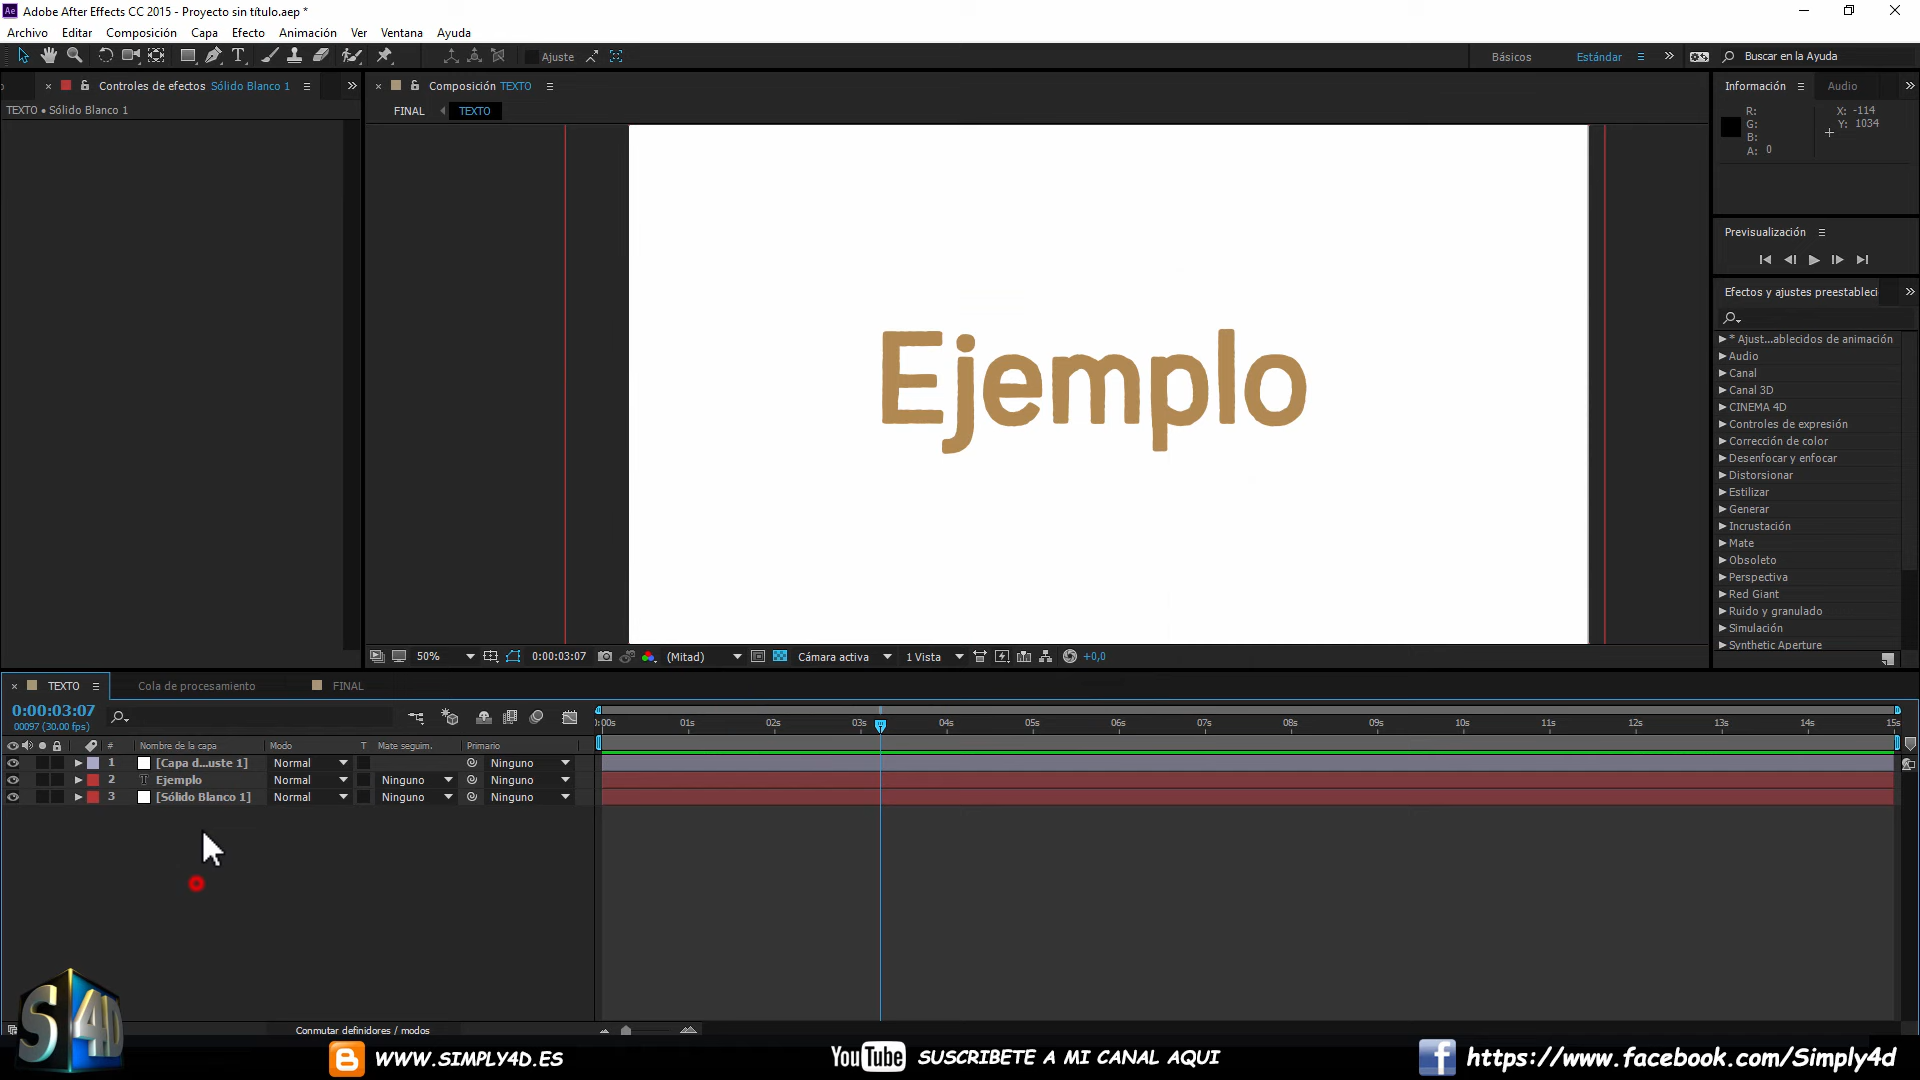 Adobe After Effects CC 2015 - Proyecto sin título.aep *
Archivo Editar Composición Capa Efecto Animación Ver Ventana Ayuda
Ajuste Básicos Estándar Buscar en la Ayuda
Controles de efectos Sólido Blanco 1 Composición TEXTO Información Audio
TEXTO • Sólido Blanco 1 FINAL TEXTO
R: X: -114
G: Y: 1034
B:
A: 0
Previsualización
Efectos y ajustes preestableci
* Ajust...ablecidos de animación
Audio
Canal
Canal 3D
CINEMA 4D
Controles de expresión
Corrección de color
Desenfocar y enfocar
Distorsionar
Estilizar
Generar
Incrustación
Mate
Obsoleto
Perspectiva
Red Giant
Ruido y granulado
Simulación
Synthetic Aperture
Ejemplo
50% 0:00:03:07 (Mitad) Cámara activa 1 Vista +0,0
TEXTO Cola de procesamiento FINAL
0:00:03:07
00097 (30.00 fps)
:00s 01s 02s 03s 04s 05s 06s 07s 08s 09s 10s 11s 12s 13s 14s 15s
# Nombre de la capa Modo T Mate seguim. Primario
1 [Capa d...uste 1] Normal Ninguno
2 Ejemplo Normal Ninguno Ninguno
3 [Sólido Blanco 1] Normal Ninguno Ninguno
Conmutar definidores / modos
S4D
WWW.SIMPLY4D.ES YouTube SUSCRIBETE A MI CANAL AQUI https://www.facebook.com/Simply4d